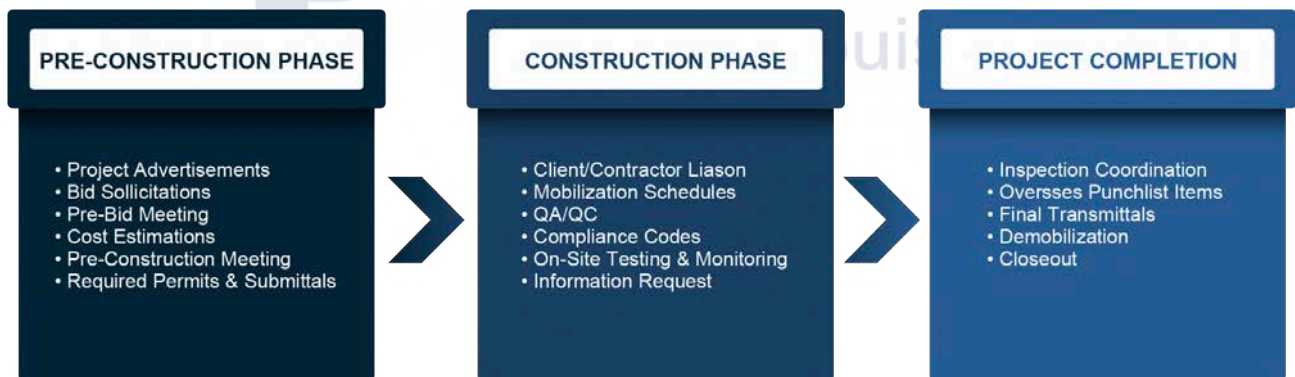 PRE-CONSTRUCTION PHASE
• Project Advertisements
• Bid Sollicitations
• Pre-Bid Meeting
• Cost Estimations
• Pre-Construction Meeting
• Required Permits & Submittals
CONSTRUCTION PHASE
• Client/Contractor Liason
• Mobilization Schedules
• QA/QC
• Compliance Codes
• On-Site Testing & Monitoring
• Information Request
PROJECT COMPLETION
• Inspection Coordination
• Oversses Punchlist Items
• Final Transmittals
• Demobilization
• Closeout